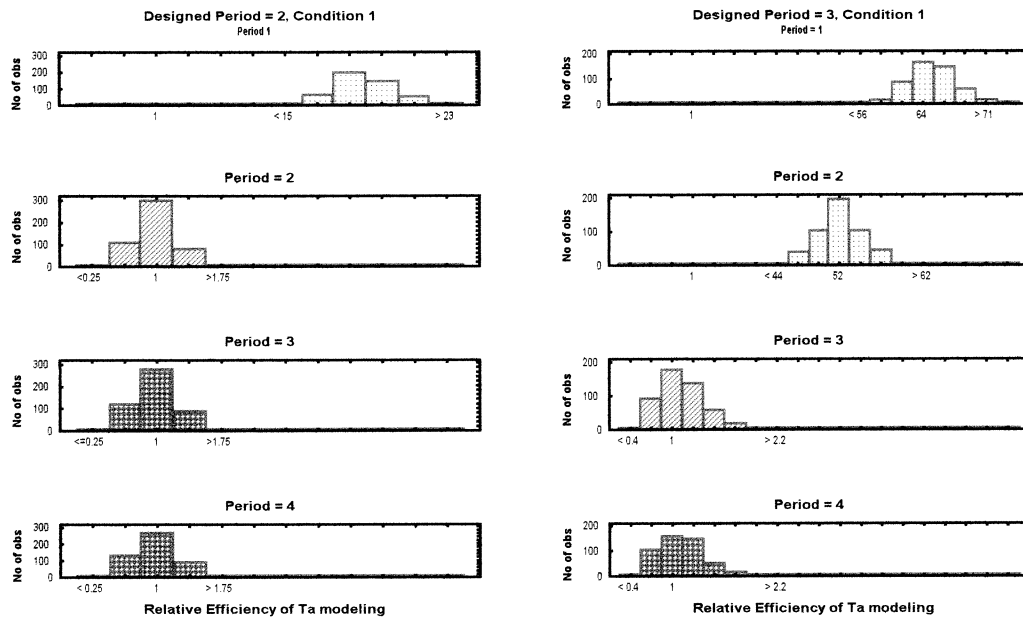 Designed Period = 2, Condition 1
Period 1
No of obs
300
200
100
0
1
< 15
> 23
Period = 2
No of obs
300
200
100
0
<0.25
1
>1.75
Period = 3
No of obs
300
200
100
0
<=0.25
1
>1.75
Period = 4
No of obs
300
200
100
0
< 0.25
1
> 1.75
Relative Efficiency of Ta modeling
Designed Period = 3, Condition 1
Period = 1
No of obs
200
100
0
1
< 56
64
> 71
Period = 2
No of obs
200
100
0
1
< 44
52
> 62
Period = 3
No of obs
200
100
0
< 0.4
1
> 2.2
Period = 4
No of obs
200
100
0
< 0.4
1
> 2.2
Relative Efficiency of Ta modeling